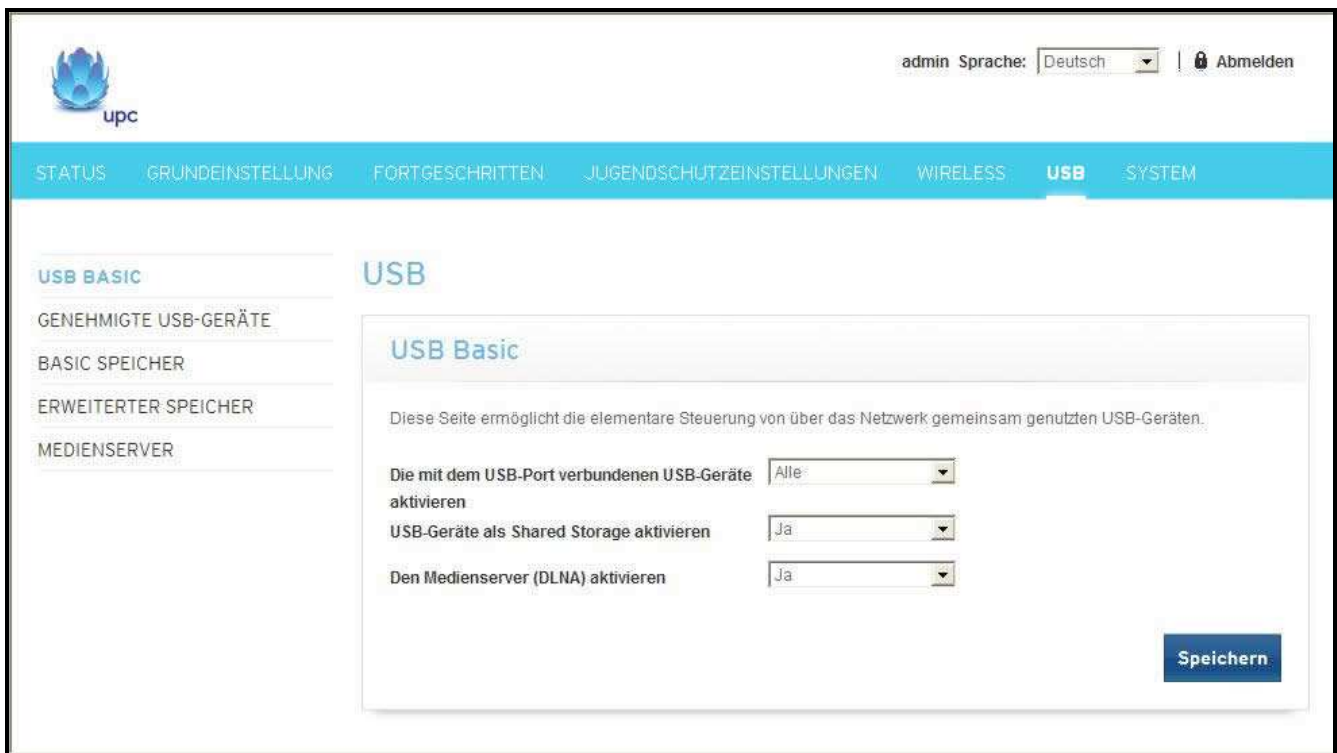 upc
admin Sprache: Deutsch | Abmelden
STATUS GRUNDEINSTELLUNG FORTGESCHRITTEN JUGENDSCHUTZEINSTELLUNGEN WIRELESS USB SYSTEM
USB BASIC
GENEHMIGTE USB-GERÄTE
BASIC SPEICHER
ERWEITERTER SPEICHER
MEDIENSERVER
USB
USB Basic
Diese Seite ermöglicht die elementare Steuerung von über das Netzwerk gemeinsam genutzten USB-Geräten.
Die mit dem USB-Port verbundenen USB-Geräte Alle
aktivieren
USB-Geräte als Shared Storage aktivieren Ja
Den Medienserver (DLNA) aktivieren Ja
Speichern